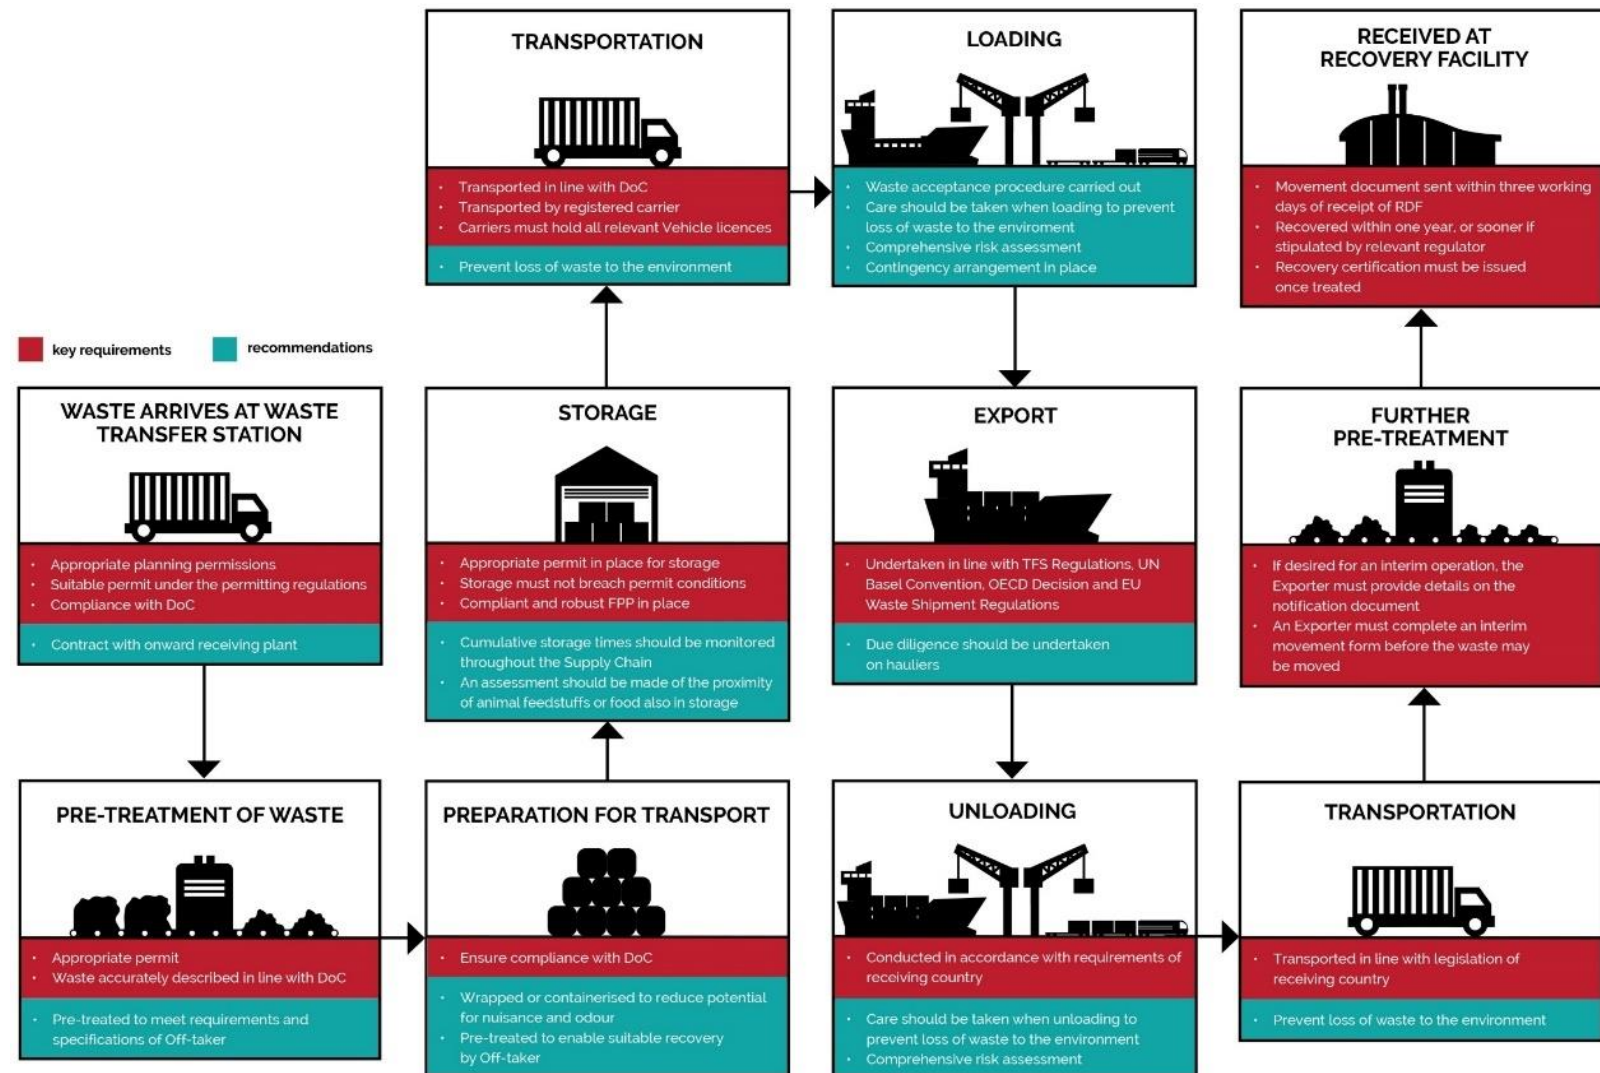 TRANSPORTATION
• Transported in line with DoC
• Transported by registered carrier
• Carriers must hold all relevant Vehicle licences
• Prevent loss of waste to the environment
LOADING
• Waste acceptance procedure carried out
• Care should be taken when loading to prevent
loss of waste to the enviroment
• Comprehensive risk assessment
• Contingency arrangement in place
RECEIVED AT
RECOVERY FACILITY
• Movement document sent within three working
days of receipt of RDF
• Recovered within one year, or sooner if
stipulated by relevant regulator
• Recovery certification must be issued
once treated
key requirements
recommendations
WASTE ARRIVES AT WASTE
TRANSFER STATION
• Appropriate planning permissions
• Suitable permit under the permitting regulations
• Compliance with DoC
• Contract with onward receiving plant
STORAGE
• Appropriate permit in place for storage
• Storage must not breach permit conditions
• Compliant and robust FPP in place
• Cumulative storage times should be monitored
throughout the Supply Chain
• An assessment should be made of the proximity
of animal feedstuffs or food also in storage
EXPORT
• Undertaken in line with TFS Regulations, UN
Basel Convention, OECD Decision and EU
Waste Shipment Regulations
• Due diligence should be undertaken
on hauliers
FURTHER
PRE-TREATMENT
• If desired for an interim operation, the
Exporter must provide details on the
notification document
• An Exporter must complete an interim
movement form before the waste may
be moved
PRE-TREATMENT OF WASTE
• Appropriate permit
• Waste accurately described in line with DoC
• Pre-treated to meet requirements and
specifications of Off-taker
PREPARATION FOR TRANSPORT
• Ensure compliance with DoC
• Wrapped or containerised to reduce potential
for nuisance and odour
• Pre-treated to enable suitable recovery
by Off-taker
UNLOADING
• Conducted in accordance with requirements of
receiving country
• Care should be taken when unloading to
prevent loss of waste to the environment
• Comprehensive risk assessment
TRANSPORTATION
• Transported in line with legislation of
receiving country
• Prevent loss of waste to the environment